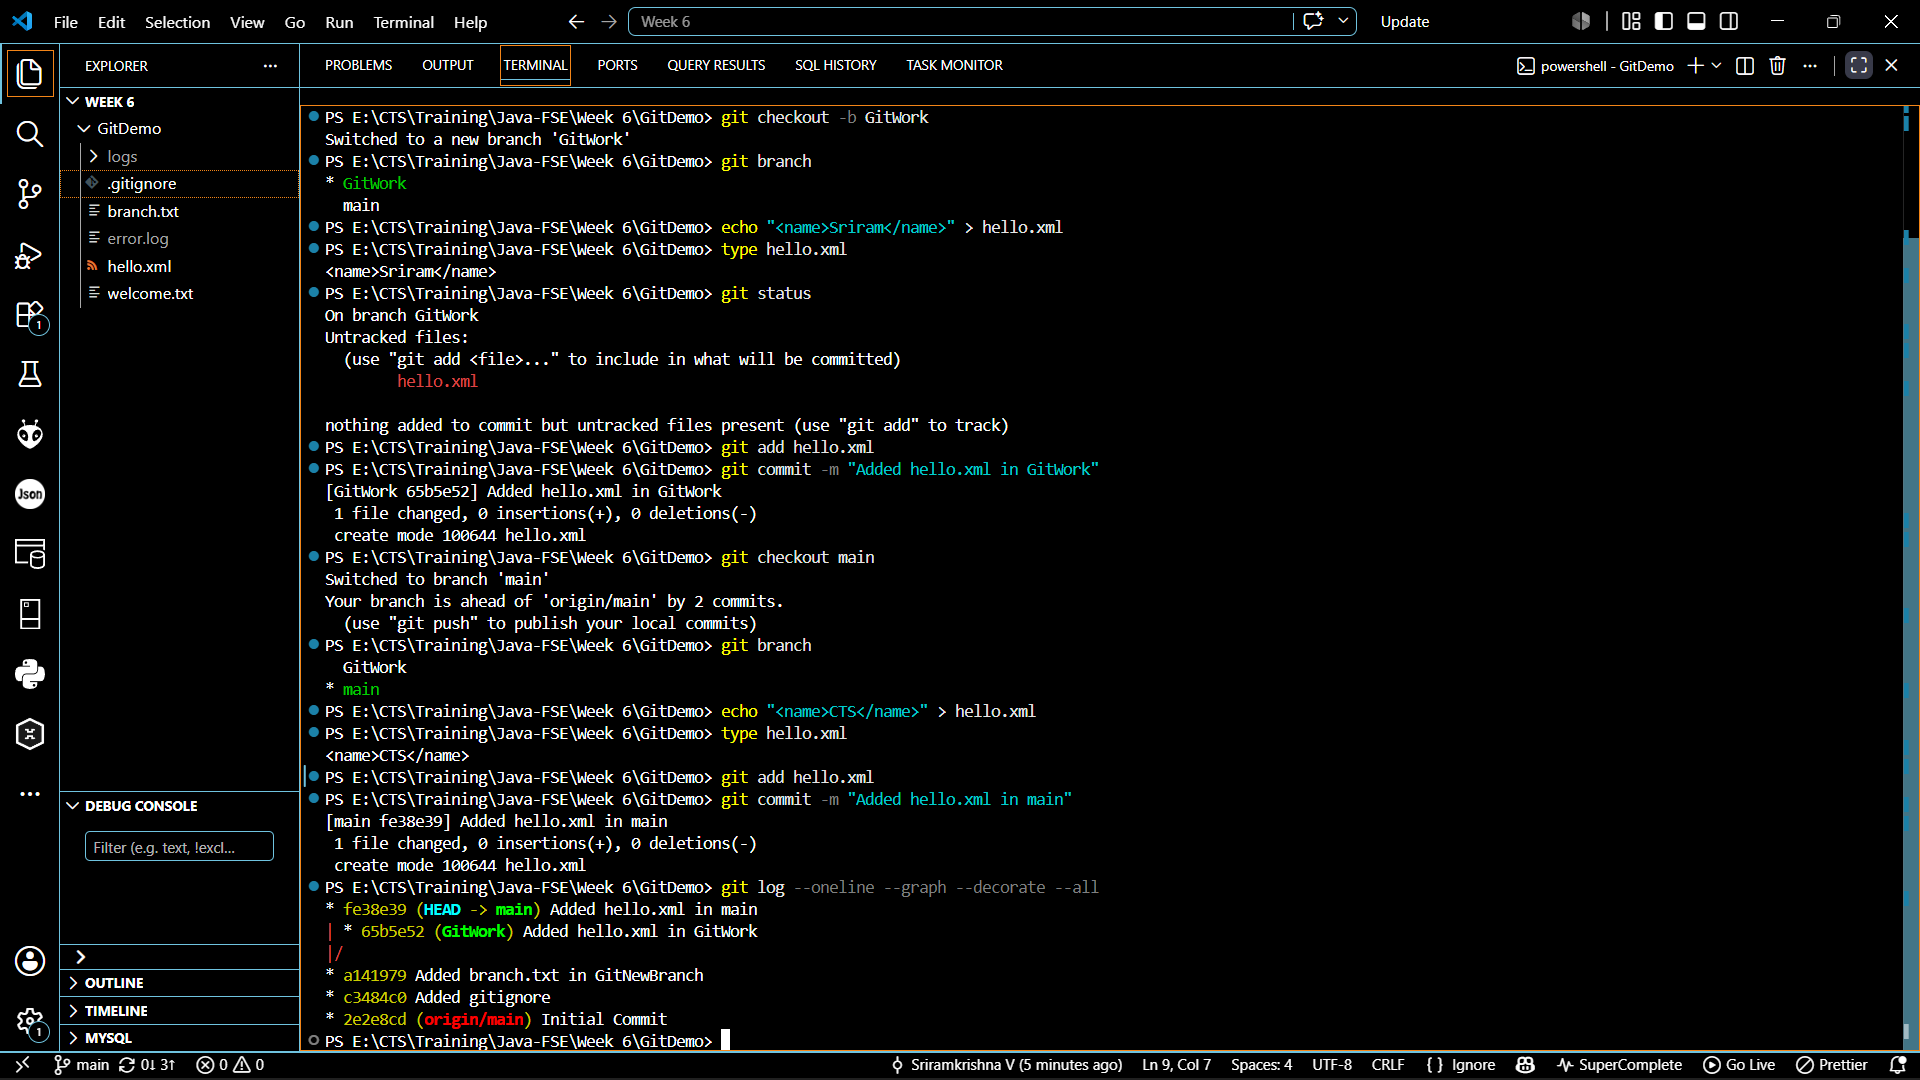 File Edit Selection View Go Run Terminal Help
Week 6
Update
EXPLORER
WEEK 6
GitDemo
logs
.gitignore
branch.txt
error.log
hello.xml
welcome.txt
1
Json
DEBUG CONSOLE
Filter (e.g. text, !excl...
OUTLINE
TIMELINE
MYSQL
1
PROBLEMS OUTPUT TERMINAL PORTS QUERY RESULTS SQL HISTORY TASK MONITOR
powershell - GitDemo
PS E:\CTS\Training\Java-FSE\Week 6\GitDemo> git checkout -b GitWork
Switched to a new branch 'GitWork'
PS E:\CTS\Training\Java-FSE\Week 6\GitDemo> git branch
* GitWork
main
PS E:\CTS\Training\Java-FSE\Week 6\GitDemo> echo "<name>Sriram</name>" > hello.xml
PS E:\CTS\Training\Java-FSE\Week 6\GitDemo> type hello.xml
<name>Sriram</name>
PS E:\CTS\Training\Java-FSE\Week 6\GitDemo> git status
On branch GitWork
Untracked files:
(use "git add <file>..." to include in what will be committed)
hello.xml
nothing added to commit but untracked files present (use "git add" to track)
PS E:\CTS\Training\Java-FSE\Week 6\GitDemo> git add hello.xml
PS E:\CTS\Training\Java-FSE\Week 6\GitDemo> git commit -m "Added hello.xml in GitWork"
[GitWork 65b5e52] Added hello.xml in GitWork
1 file changed, 0 insertions(+), 0 deletions(-)
create mode 100644 hello.xml
PS E:\CTS\Training\Java-FSE\Week 6\GitDemo> git checkout main
Switched to branch 'main'
Your branch is ahead of 'origin/main' by 2 commits.
(use "git push" to publish your local commits)
PS E:\CTS\Training\Java-FSE\Week 6\GitDemo> git branch
GitWork
* main
PS E:\CTS\Training\Java-FSE\Week 6\GitDemo> echo "<name>CTS</name>" > hello.xml
PS E:\CTS\Training\Java-FSE\Week 6\GitDemo> type hello.xml
<name>CTS</name>
PS E:\CTS\Training\Java-FSE\Week 6\GitDemo> git add hello.xml
PS E:\CTS\Training\Java-FSE\Week 6\GitDemo> git commit -m "Added hello.xml in main"
[main fe38e39] Added hello.xml in main
1 file changed, 0 insertions(+), 0 deletions(-)
create mode 100644 hello.xml
PS E:\CTS\Training\Java-FSE\Week 6\GitDemo> git log --oneline --graph --decorate --all
* fe38e39 (HEAD -> main) Added hello.xml in main
| * 65b5e52 (GitWork) Added hello.xml in GitWork
|/
* a141979 Added branch.txt in GitNewBranch
* c3484c0 Added gitignore
* 2e2e8cd (origin/main) Initial Commit
PS E:\CTS\Training\Java-FSE\Week 6\GitDemo>
main 0↓ 3↑ 0 0 Sriramkrishna V (5 minutes ago) Ln 9, Col 7 Spaces: 4 UTF-8 CRLF { } Ignore SuperComplete Go Live Prettier